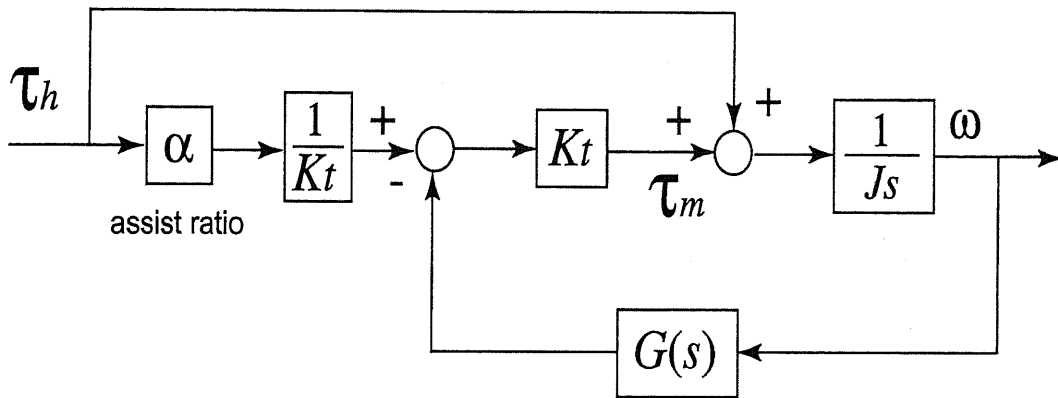 τh
α
assist ratio
1
Kt
+
-
Kt
+
τm
+
1
Js
ω
G(s)